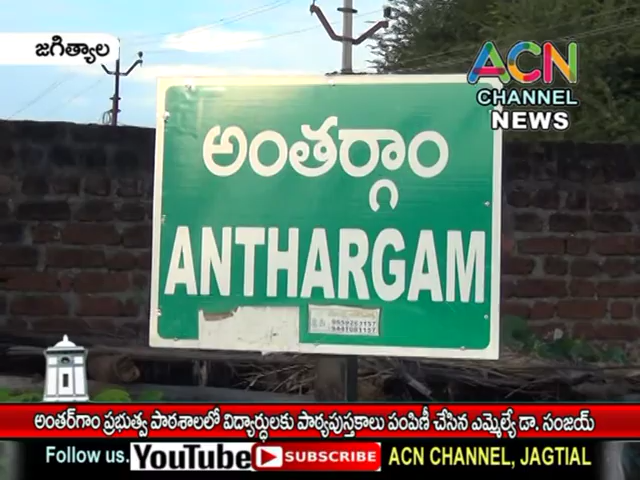 జగిత్యాల
ACN
CHANNEL
NEWS
అంతర్గాం
ANTHARGAM
అంతర్‌గాం ప్రభుత్వ పాఠశాలలో విద్యార్థులకు పాఠ్యపుస్తకాలు పంపిణీ చేసిన ఎమ్మెల్యే డా. సంజయ్
Follow us. YouTube SUBSCRIBE ACN CHANNEL, JAGTIAL